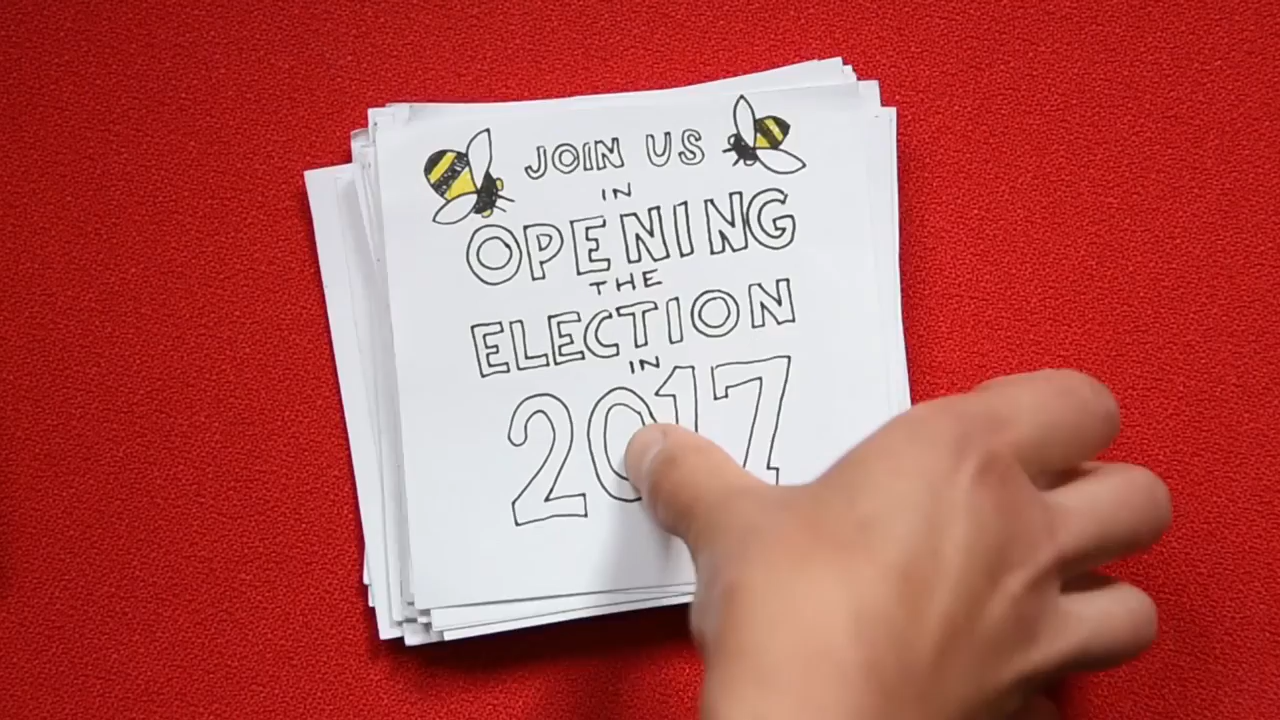 JOIN US
IN
OPENING
THE
ELECTION
IN
2017